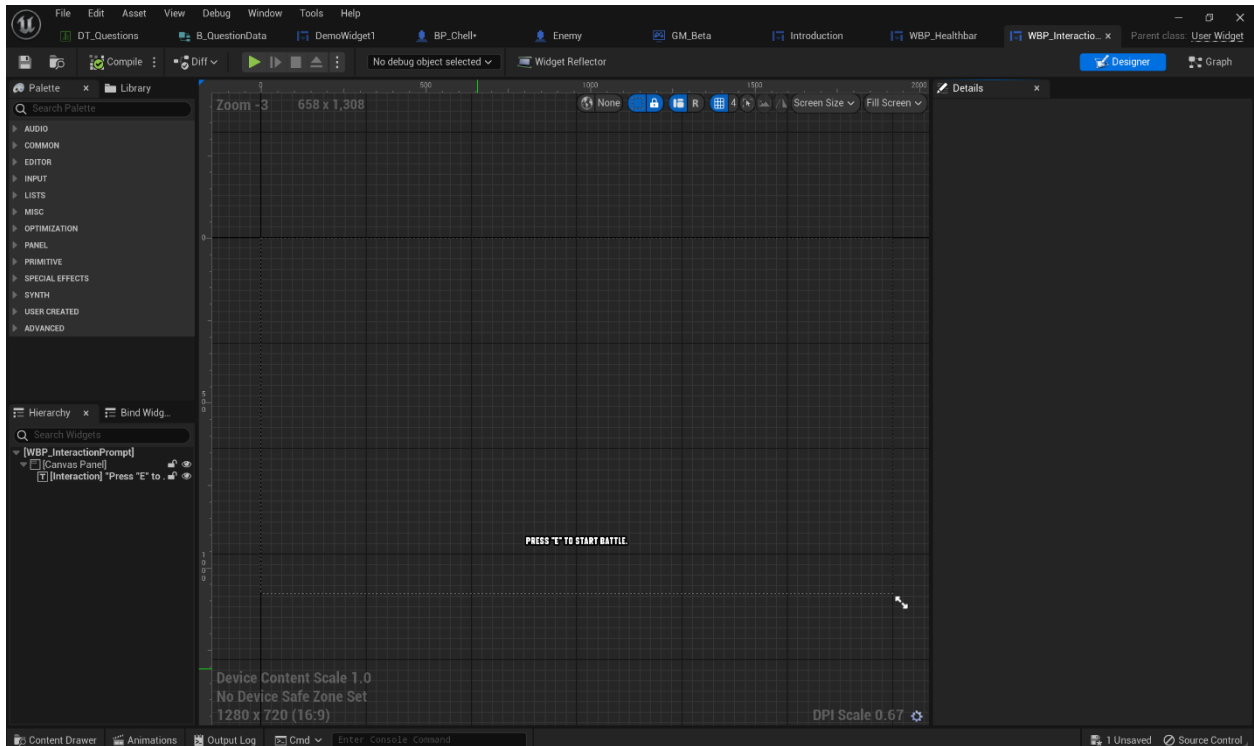 File Edit Asset View Debug Window Tools Help
DT_Questions B_QuestionData DemoWidget1 BP_Chell• Enemy GM_Beta Introduction WBP_Healthbar WBP_Interactio... × Parent class: User Widget
Compile Diff No debug object selected Widget Reflector Designer Graph
Palette × Library
Search Palette
AUDIO
COMMON
EDITOR
INPUT
LISTS
MISC
OPTIMIZATION
PANEL
PRIMITIVE
SPECIAL EFFECTS
SYNTH
USER CREATED
ADVANCED
Hierarchy × Bind Widg...
Search Widgets
[WBP_InteractionPrompt]
[Canvas Panel]
[Interaction] "Press "E" to .
0 500 1000 1500 2000
Zoom -3 658 x 1,308 None R 4 Screen Size Fill Screen
0
500
1000
PRESS "E" TO START BATTLE.
Device Content Scale 1.0
No Device Safe Zone Set
1280 x 720 (16:9) DPI Scale 0.67
Details ×
Content Drawer Animations Output Log Cmd Enter Console Command 1 Unsaved Source Control